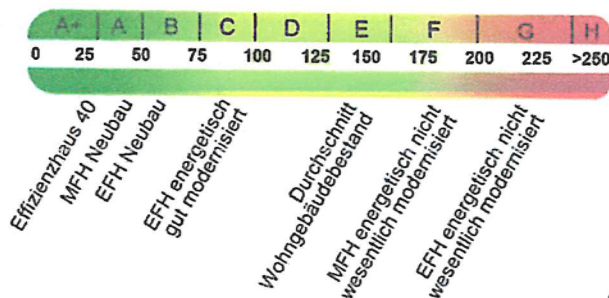 A+ A B C D E F G H
0 25 50 75 100 125 150 175 200 225 >250
Effizienzhaus 40
MFH Neubau
EFH Neubau
EFH energetisch
gut modernisiert
Durchschnitt
Wohngebäudebestand
MFH energetisch nicht
wesentlich modernisiert
EFH energetisch nicht
wesentlich modernisiert